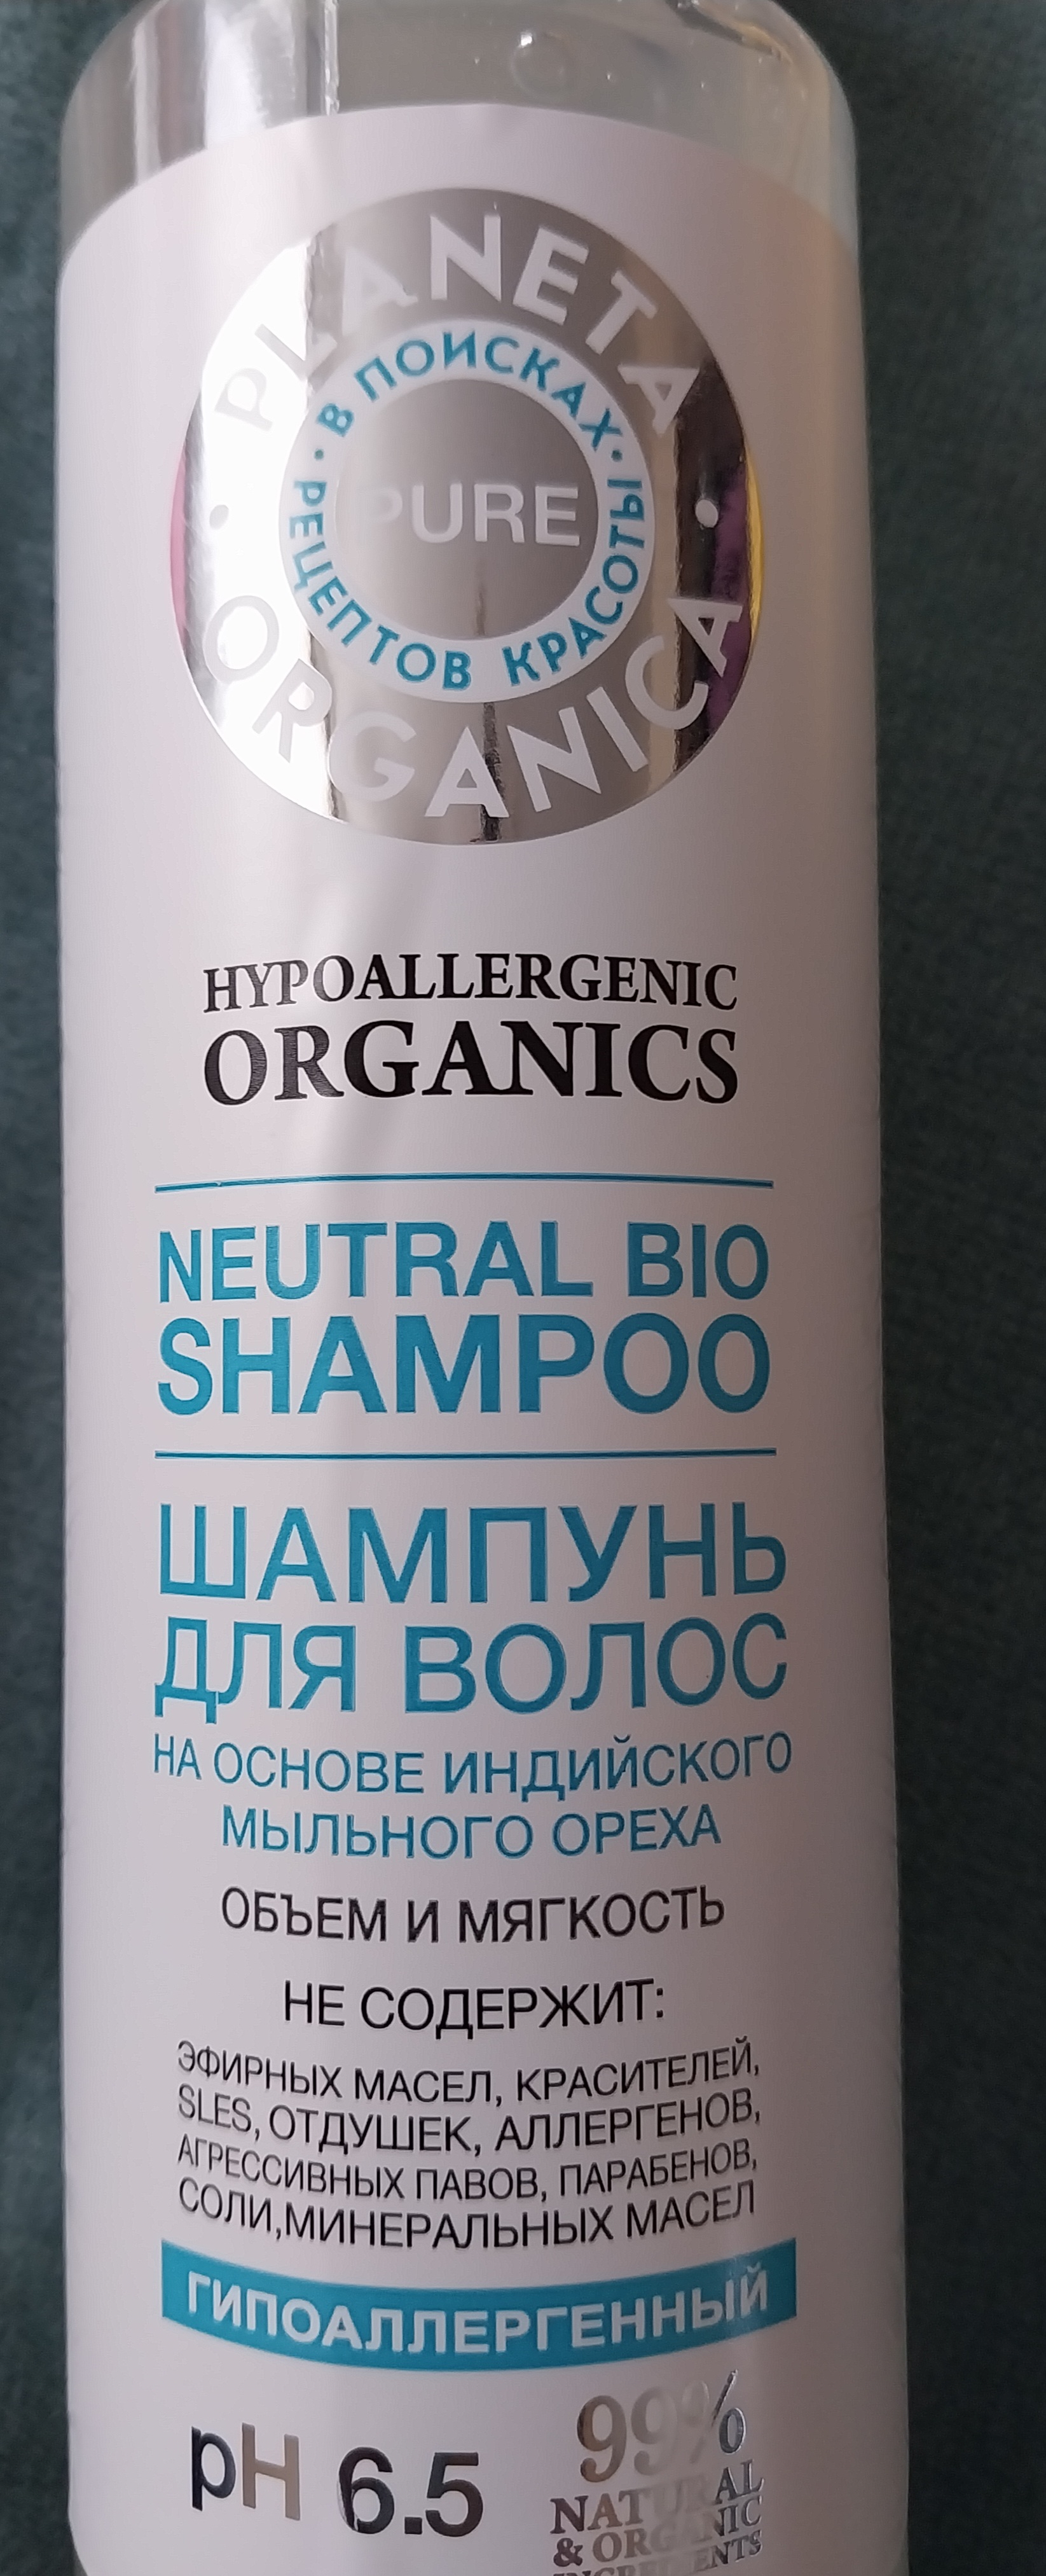 PLANETA
В ПОИСКАХ
PURE
РЕЦЕПТОВ КРАСОТЫ
ORGANICA
HYPOALLERGENIC
ORGANICS
NEUTRAL BIO
SHAMPOO
ШАМПУНЬ
ДЛЯ ВОЛОС
НА ОСНОВЕ ИНДИЙСКОГО
МЫЛЬНОГО ОРЕХА
ОБЪЕМ И МЯГКОСТЬ
НЕ СОДЕРЖИТ:
ЭФИРНЫХ МАСЕЛ, КРАСИТЕЛЕЙ,
SLES, ОТДУШЕК, АЛЛЕРГЕНОВ,
АГРЕССИВНЫХ ПАВОВ, ПАРАБЕНОВ,
СОЛИ,МИНЕРАЛЬНЫХ МАСЕЛ
ГИПОАЛЛЕРГЕННЫЙ
pH 6.5
99%
NATURAL
& ORGANIC
INGREDIENTS